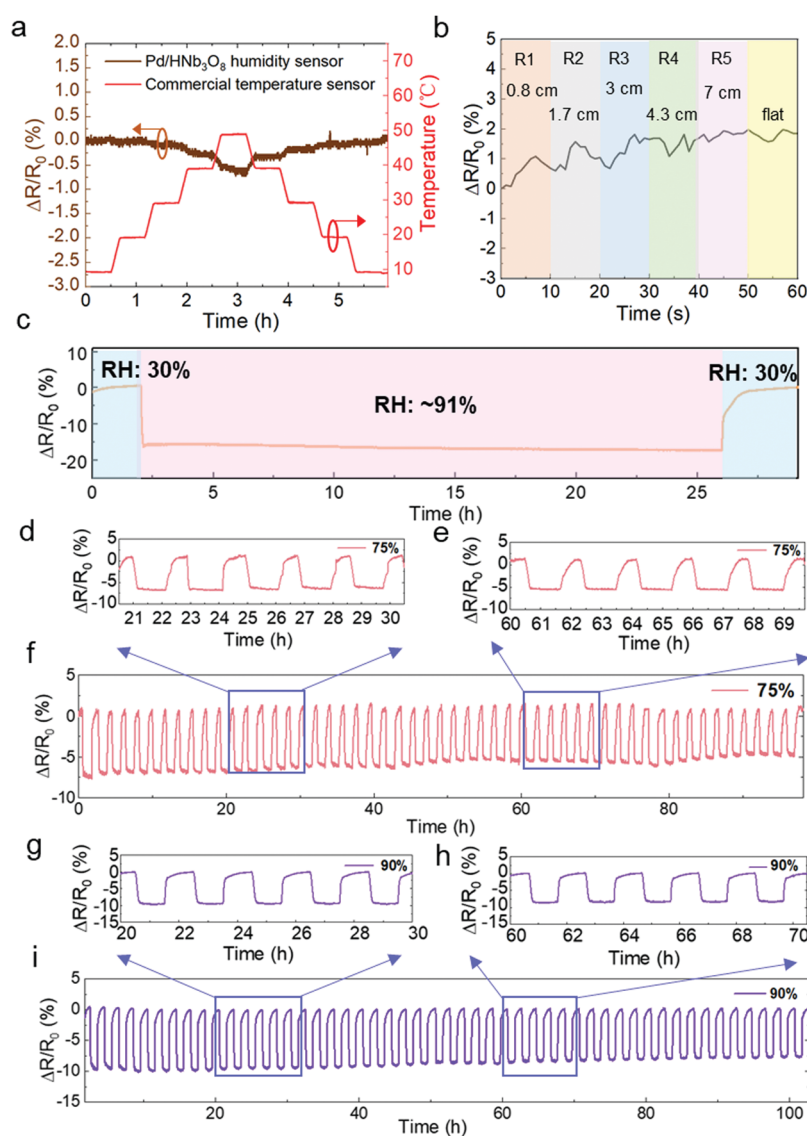 a
Pd/HNb₃O₈ humidity sensor
Commercial temperature sensor
ΔR/R₀ (%)
2.0
1.5
1.0
0.5
0.0
-0.5
-1.0
-1.5
-2.0
-2.5
-3.0
70
60
50
40
30
20
10
Temperature (℃)
0 1 2 3 4 5
Time (h)
b
ΔR/R₀ (%)
5
4
3
2
1
0
-1
-2
-3
R1 R2 R3 R4 R5
0.8 cm 1.7 cm 3 cm 4.3 cm 7 cm flat
0 10 20 30 40 50 60
Time (s)
c
ΔR/R₀ (%)
10
0
-10
-20
RH: 30%
RH: ~91%
RH: 30%
0 5 10 15 20 25
Time (h)
d
ΔR/R₀ (%)
5
0
-5
-10
75%
21 22 23 24 25 26 27 28 29 30
Time (h)
e
ΔR/R₀ (%)
5
0
-5
-10
75%
60 61 62 63 64 65 66 67 68 69
Time (h)
f
ΔR/R₀ (%)
5
0
-5
-10
75%
0 20 40 60 80
Time (h)
g
ΔR/R₀ (%)
5
0
-5
-10
-15
90%
20 22 24 26 28 30
Time (h)
h
ΔR/R₀ (%)
5
0
-5
-10
-15
90%
60 62 64 66 68 70
Time (h)
i
ΔR/R₀ (%)
5
0
-5
-10
-15
90%
20 40 60 80 100
Time (h)